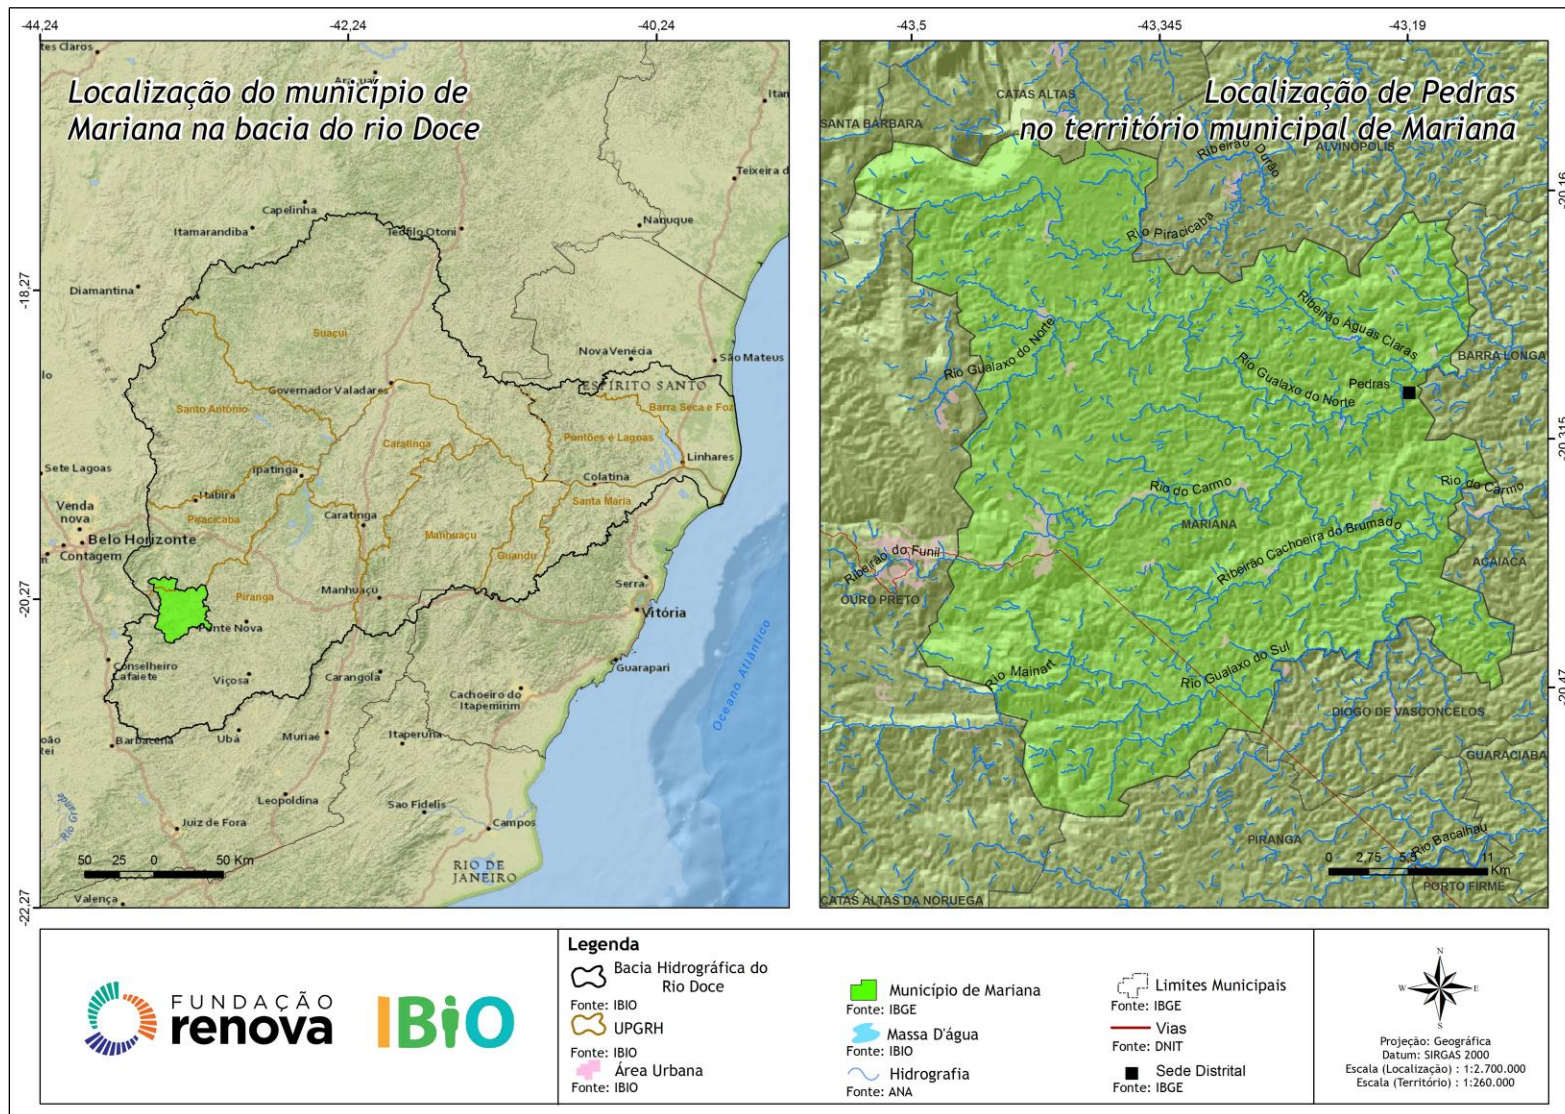 -44,24
-42,24
-40,24
-43,5
-43,345
-43,19
-18,27
-20,27
-22,27
-20,16
-20,315
-20,47
Localização do município de
Mariana na bacia do rio Doce
Capelinha
Itamarandiba
Teófilo Otoni
Nanuque
Diamantina
Suaçuí
Nova Venécia
São Mateus
Governador Valadares
ESPÍRITO SANTO
Santo Antônio
Barra Seca e Foz
Caratinga
Pontões e Lagoas
Sete Lagoas
Ipatinga
Linhares
Colatina
Itabira
Santa Maria
Venda
nova
Piracicaba
Caratinga
Manhuaçu
Belo Horizonte
Contagem
Guandu
Serra
Piranga
Manhuaçu
Vitória
Ponte Nova
Conselheiro
Lafaiete
Viçosa
Carangola
Guarapari
Cachoeiro do
Itapemirim
Oceano Atlântico
Barbacena
Ubá
Muriaé
Itaperuna
Leopoldina
Sao Fidelis
Rio Grande
Juiz de Fora
Campos
RIO DE
JANEIRO
Valença
50 25 0 50 Km
Localização de Pedras
no território municipal de Mariana
CATAS ALTAS
SANTA BÁRBARA
ALVINÓPOLIS
Ribeirão Durão
Rio Piracicaba
Ribeirão Águas Claras
Rio Gualaxo do Norte
BARRA LONGA
Rio Gualaxo do Norte
Pedras
Rio do Carmo
Rio do Carmo
MARIANA
Ribeirão Cachoeira do Brumado
Ribeirão do Funil
ACAIACA
OURO PRETO
Rio Mainart
Rio Gualaxo do Sul
DIOGO DE VASCONCELOS
GUARACIABA
PIRANGA
Rio Bacalhau
0 2,75 5,5 11
Km
PORTO FIRME
CATAS ALTAS DA NORUEGA
FUNDAÇÃO
renova
IBiO
Legenda
Bacia Hidrográfica do
Rio Doce
Fonte: IBIO
UPGRH
Fonte: IBIO
Área Urbana
Fonte: IBIO
Município de Mariana
Fonte: IBGE
Massa D'água
Fonte: IBIO
Hidrografia
Fonte: ANA
Limites Municipais
Fonte: IBGE
Vias
Fonte: DNIT
Sede Distrital
Fonte: IBGE
N
W E
S
Projeção: Geográfica
Datum: SIRGAS 2000
Escala (Localização) : 1:2.700.000
Escala (Território) : 1:260.000